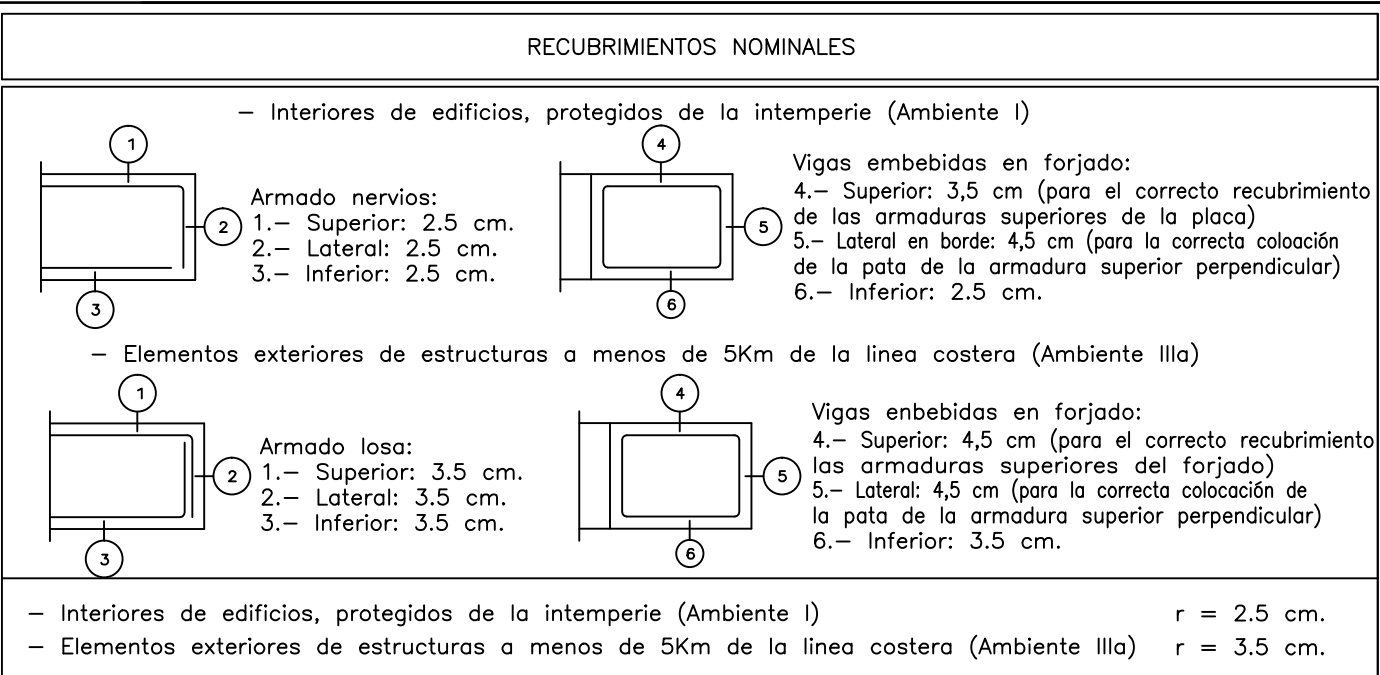 RECUBRIMIENTOS NOMINALES
– Interiores de edificios, protegidos de la intemperie (Ambiente I)
1
2
3
Armado nervios:
1.– Superior: 2.5 cm.
2.– Lateral: 2.5 cm.
3.– Inferior: 2.5 cm.
4
5
6
Vigas embebidas en forjado:
4.– Superior: 3,5 cm (para el correcto recubrimiento
de las armaduras superiores de la placa)
5.– Lateral en borde: 4,5 cm (para la correcta coloación
de la pata de la armadura superior perpendicular)
6.– Inferior: 2.5 cm.
– Elementos exteriores de estructuras a menos de 5Km de la linea costera (Ambiente IIIa)
1
2
3
Armado losa:
1.– Superior: 3.5 cm.
2.– Lateral: 3.5 cm.
3.– Inferior: 3.5 cm.
4
5
6
Vigas enbebidas en forjado:
4.– Superior: 4,5 cm (para el correcto recubrimiento
las armaduras superiores del forjado)
5.– Lateral: 4,5 cm (para la correcta colocación de
la pata de la armadura superior perpendicular)
6.– Inferior: 3.5 cm.
– Interiores de edificios, protegidos de la intemperie (Ambiente I) r = 2.5 cm.
– Elementos exteriores de estructuras a menos de 5Km de la linea costera (Ambiente IIIa) r = 3.5 cm.